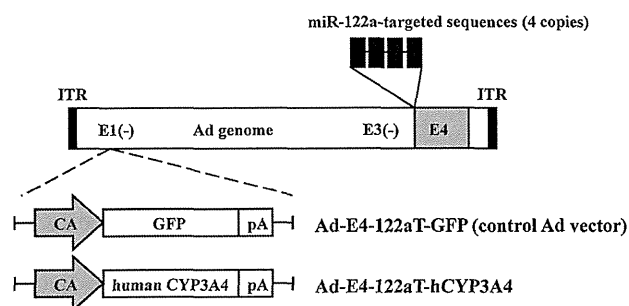 miR-122a-targeted sequences (4 copies)
ITR ITR
E1(-) Ad genome E3(-) E4
CA GFP pA Ad-E4-122aT-GFP (control Ad vector)
CA human CYP3A4 pA Ad-E4-122aT-hCYP3A4